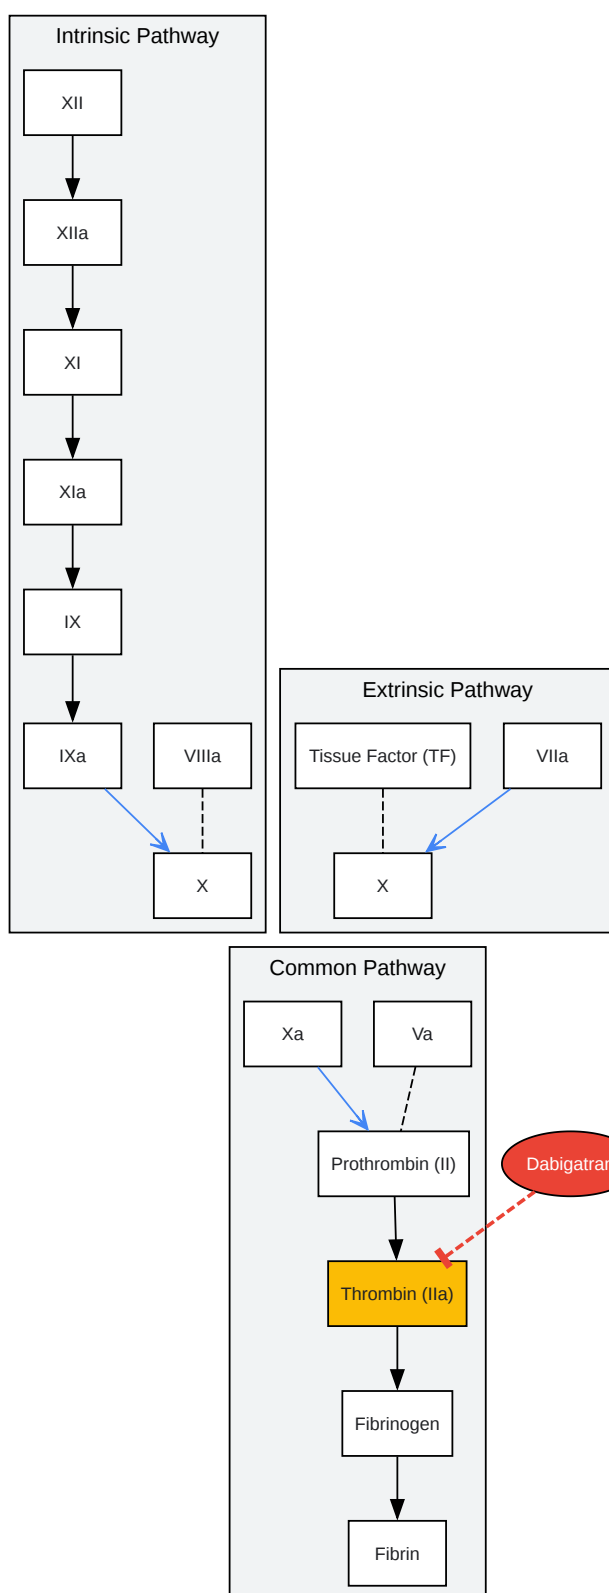 Intrinsic Pathway
XII
XIIa
XI
XIa
IX
IXa
VIIIa
X
Extrinsic Pathway
Tissue Factor (TF)
VIIa
X
Common Pathway
Xa
Va
Prothrombin (II)
Dabigatran
Thrombin (IIa)
Fibrinogen
Fibrin